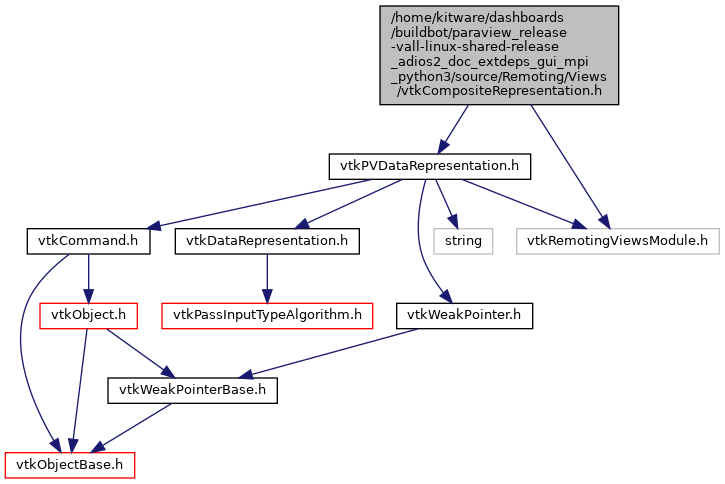 /home/kitware/dashboards
/buildbot/paraview_release
-vall-linux-shared-release
_adios2_doc_extdeps_gui_mpi
_python3/source/Remoting/Views
/vtkCompositeRepresentation.h
vtkPVDataRepresentation.h
vtkCommand.h
vtkDataRepresentation.h
string
vtkRemotingViewsModule.h
vtkObject.h
vtkPassInputTypeAlgorithm.h
vtkWeakPointer.h
vtkWeakPointerBase.h
vtkObjectBase.h